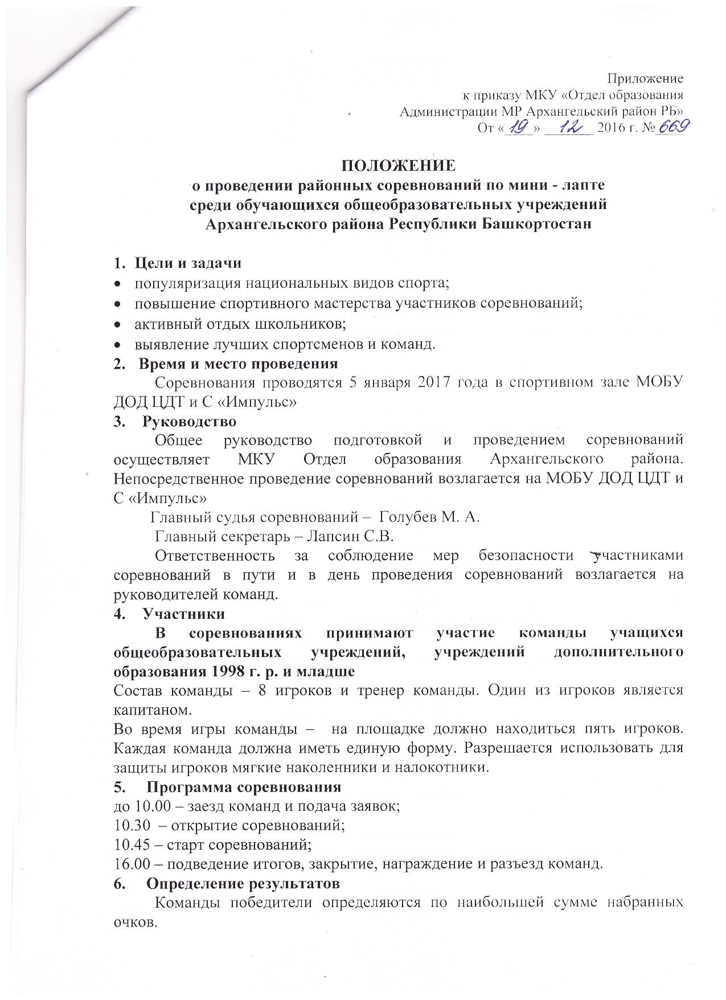 Приложение
к приказу МКУ «Отдел образования
Администрации МР Архангельский район РБ»
От «19» 12 2016 г. №669
ПОЛОЖЕНИЕ
о проведении районных соревнований по мини - лапте
среди обучающихся общеобразовательных учреждений
Архангельского района Республики Башкортостан
1. Цели и задачи
• популяризация национальных видов спорта;
• повышение спортивного мастерства участников соревнований;
• активный отдых школьников;
• выявление лучших спортсменов и команд.
2. Время и место проведения
Соревнования проводятся 5 января 2017 года в спортивном зале МОБУ
ДОД ЦДТ и С «Импульс»
3. Руководство
Общее руководство подготовкой и проведением соревнований
осуществляет МКУ Отдел образования Архангельского района.
Непосредственное проведение соревнований возлагается на МОБУ ДОД ЦДТ и
С «Импульс»
Главный судья соревнований – Голубев М. А.
Главный секретарь – Лапсин С.В.
Ответственность за соблюдение мер безопасности участниками
соревнований в пути и в день проведения соревнований возлагается на
руководителей команд.
4. Участники
В соревнованиях принимают участие команды учащихся
общеобразовательных учреждений, учреждений дополнительного
образования 1998 г. р. и младше
Состав команды – 8 игроков и тренер команды. Один из игроков является
капитаном.
Во время игры команды – на площадке должно находиться пять игроков.
Каждая команда должна иметь единую форму. Разрешается использовать для
защиты игроков мягкие наколенники и налокотники.
5. Программа соревнования
до 10.00 – заезд команд и подача заявок;
10.30 – открытие соревнований;
10.45 – старт соревнований;
16.00 – подведение итогов, закрытие, награждение и разъезд команд.
6. Определение результатов
Команды победители определяются по наибольшей сумме набранных
очков.